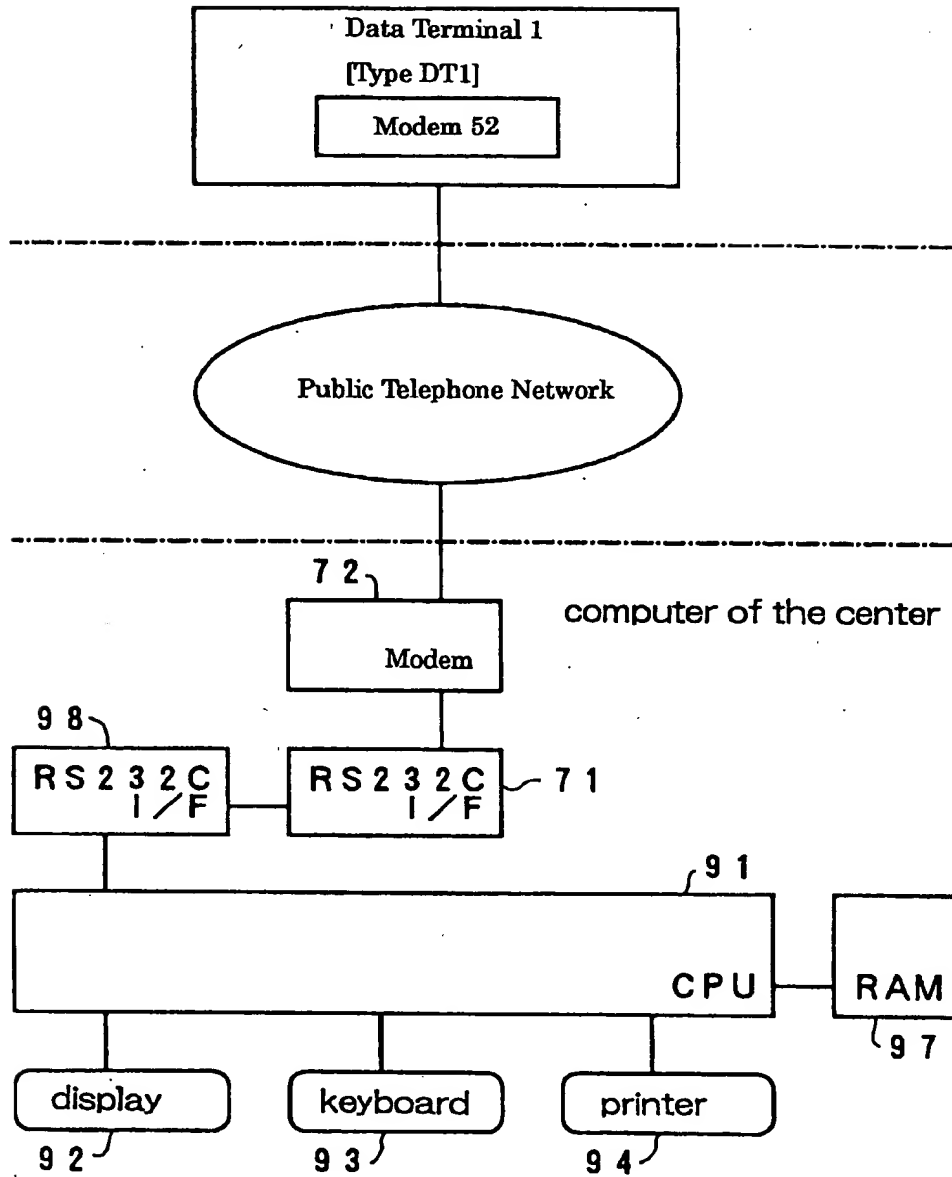 Data Terminal 1
[Type DT1]
Modem 52
Public Telephone Network
72
computer of the center
Modem
98
RS232C
I/F
RS232C
I/F
71
91
CPU
RAM
97
display
keyboard
printer
92
93
94